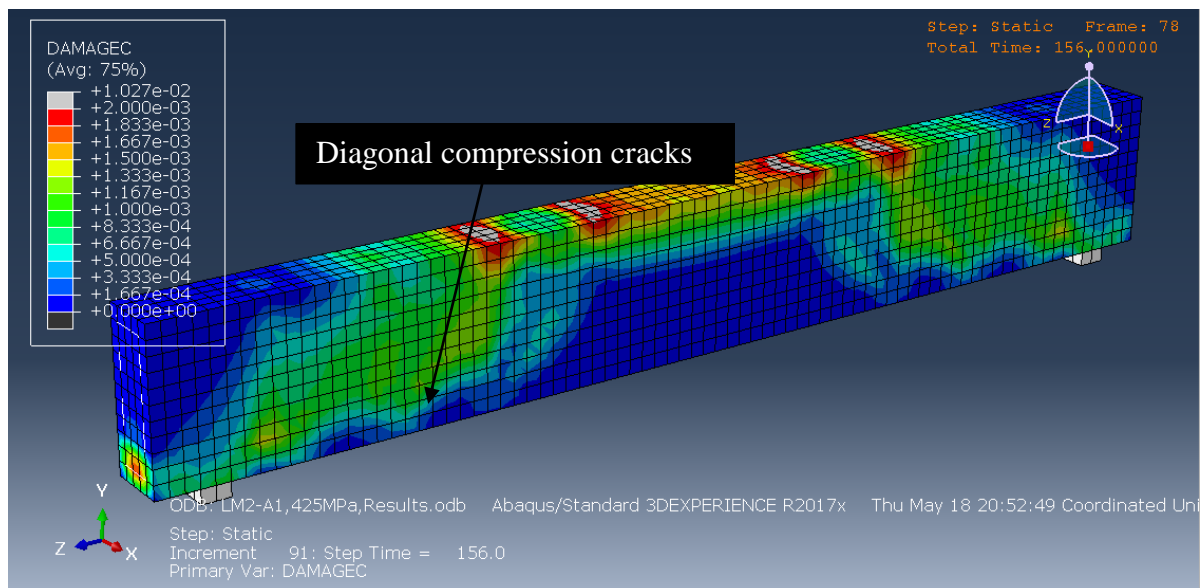 Step: Static Frame: 78
Total Time: 156.000000
DAMAGEC
(Avg: 75%)
+1.027e-02
+2.000e-03
+1.833e-03
+1.667e-03
+1.500e-03
+1.333e-03
+1.167e-03
+1.000e-03
+8.333e-04
+6.667e-04
+5.000e-04
+3.333e-04
+1.667e-04
+0.000e+00
Diagonal compression cracks
Y
Z
X
ODB: LM2-A1,425MPa,Results.odb Abaqus/Standard 3DEXPERIENCE R2017x Thu May 18 20:52:49 Coordinated Uni
Y
Z
X
Step: Static
Increment 91: Step Time = 156.0
Primary Var: DAMAGEC